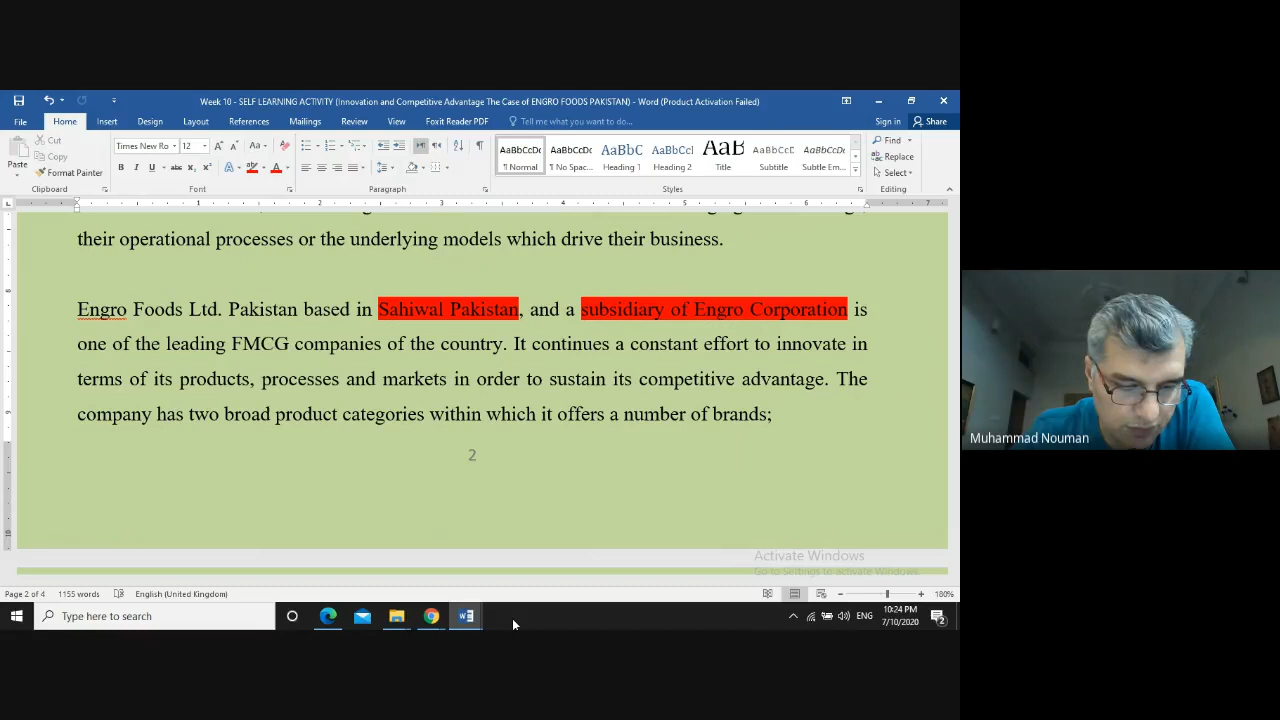 Week 10 - SELF LEARNING ACTIVITY (Innovation and Competitive Advantage The Case of ENGRO FOODS PAKISTAN) - Word (Product Activation Failed)
File Home Insert Design Layout References Mailings Review View Foxit Reader PDF Tell me what you want to do... Sign in Share
Paste
Cut
Copy
Format Painter
Clipboard
Times New Ro 12
Font
Paragraph
AaBbCcDc AaBbCcDc AaBbC AaBbCcl AaB AaBbCcD AaBbCcDc
¶ Normal ¶ No Spac... Heading 1 Heading 2 Title Subtitle Subtle Em...
Styles
Find
Replace
Select
Editing
1 2 3 4 5 6 7
their operational processes or the underlying models which drive their business.
Engro Foods Ltd. Pakistan based in Sahiwal Pakistan, and a subsidiary of Engro Corporation is
one of the leading FMCG companies of the country. It continues a constant effort to innovate in
terms of its products, processes and markets in order to sustain its competitive advantage. The
company has two broad product categories within which it offers a number of brands;
2
Muhammad Nouman
Activate Windows
Go to Settings to activate Windows.
Page 2 of 4 1155 words English (United Kingdom) 180%
Type here to search
ENG
10:24 PM
7/10/2020
2